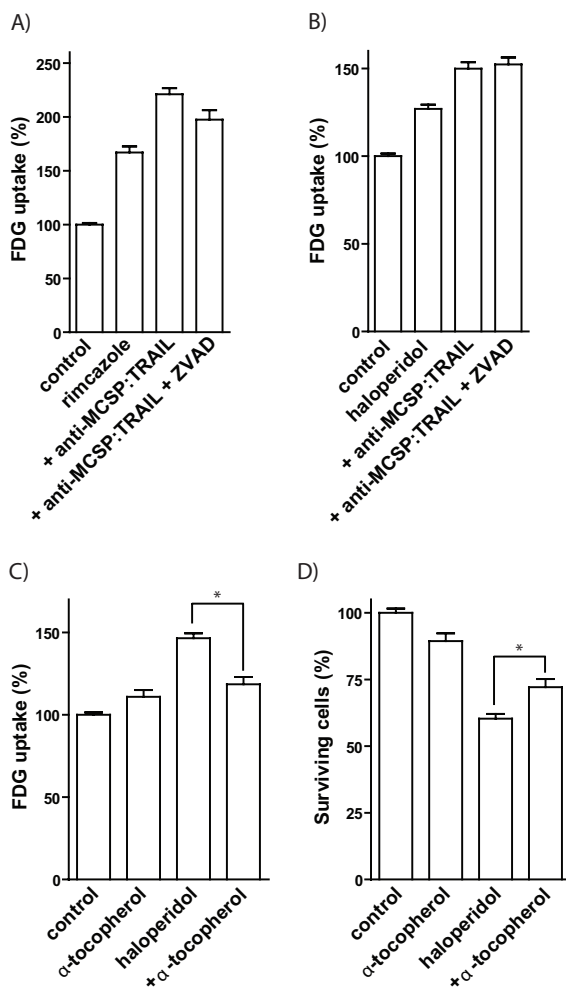 A)
FDG uptake (%)
250
200
150
100
50
0
control
rimcazole
+ anti-MCSP:TRAIL
+ anti-MCSP:TRAIL + ZVAD
B)
FDG uptake (%)
150
100
50
0
control
haloperidol
+ anti-MCSP:TRAIL
+ anti-MCSP:TRAIL + ZVAD
C)
FDG uptake (%)
150
100
50
0
*
control
α-tocopherol
haloperidol
+α-tocopherol
D)
Surviving cells (%)
100
75
50
25
0
*
control
α-tocopherol
haloperidol
+α-tocopherol